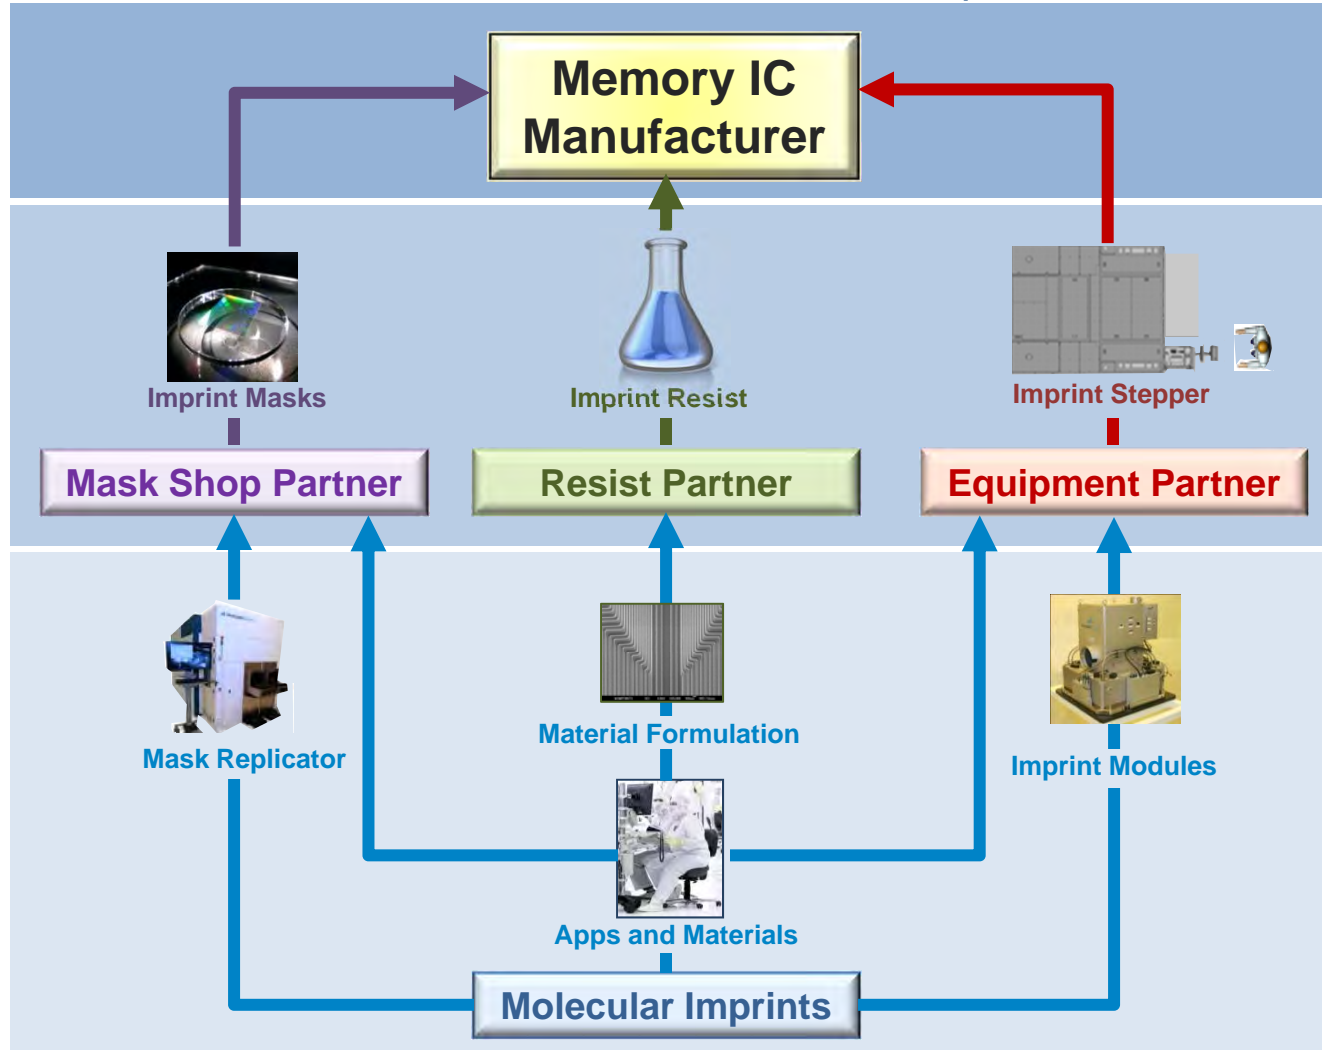 Memory IC
Manufacturer
Imprint Masks
Imprint Resist
Imprint Stepper
Mask Shop Partner
Resist Partner
Equipment Partner
Mask Replicator
Material Formulation
Imprint Modules
Apps and Materials
Molecular Imprints